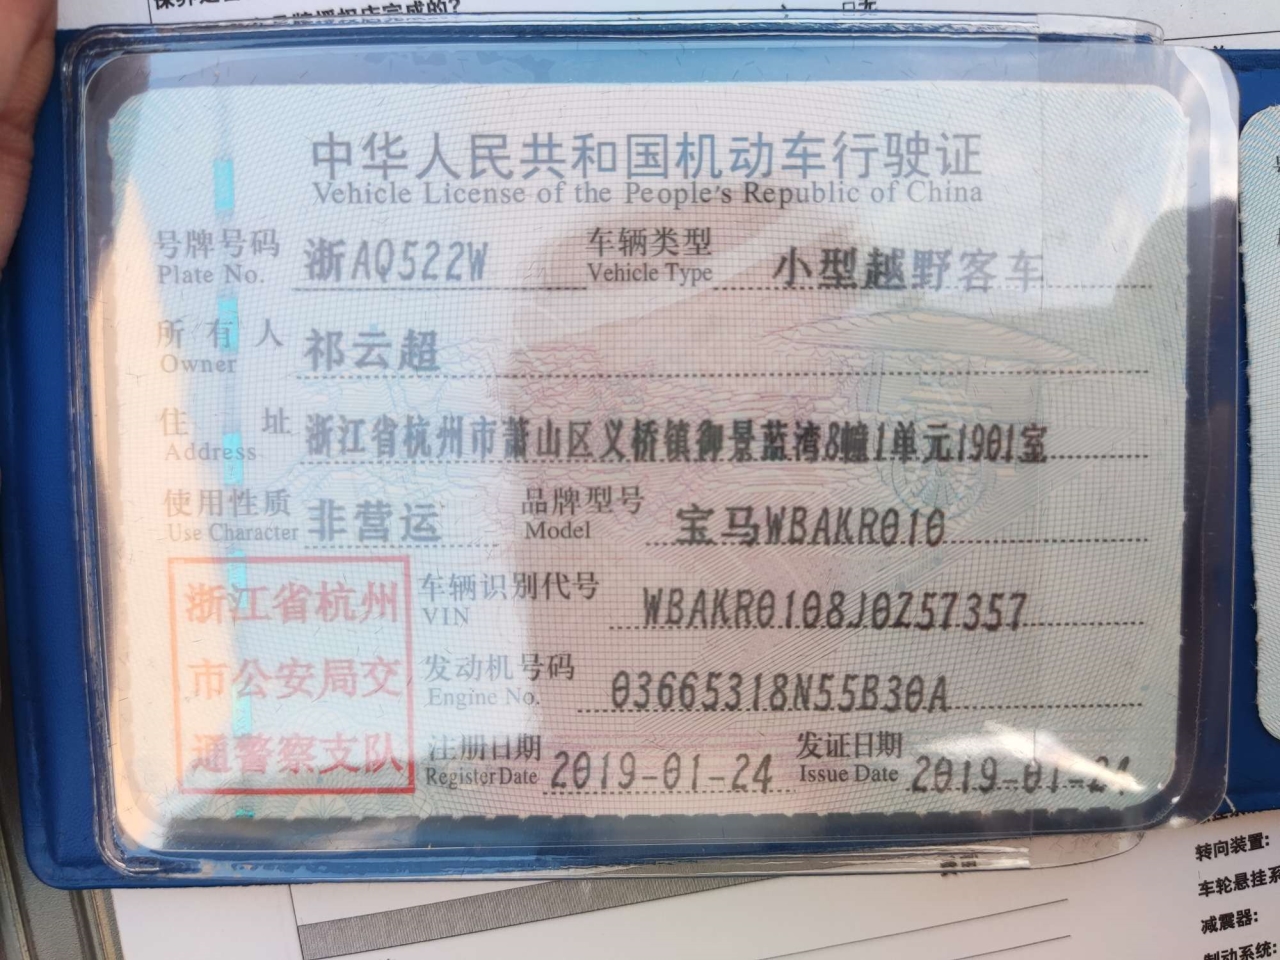 品牌授权店完成的?
□无
中华人民共和国机动车行驶证
Vehicle License of the People's Republic of China
号牌号码 浙AQ522W 车辆类型 小型越野客车
Plate No. Vehicle Type
所有人 祁云超
Owner
住址 浙江省杭州市萧山区义桥镇御景蓝湾8幢1单元1901室
Address
使用性质 非营运 品牌型号 宝马WBAKR010
Use Character Model
浙江省杭州
市公安局交
通警察支队
车辆识别代号 WBAKR0108J0Z57357
VIN
发动机号码 03665318N55B30A
Engine No.
注册日期 2019-01-24 发证日期 2019-01-24
Register Date Issue Date
转向装置:
车轮悬挂系
减震器:
制动系统: